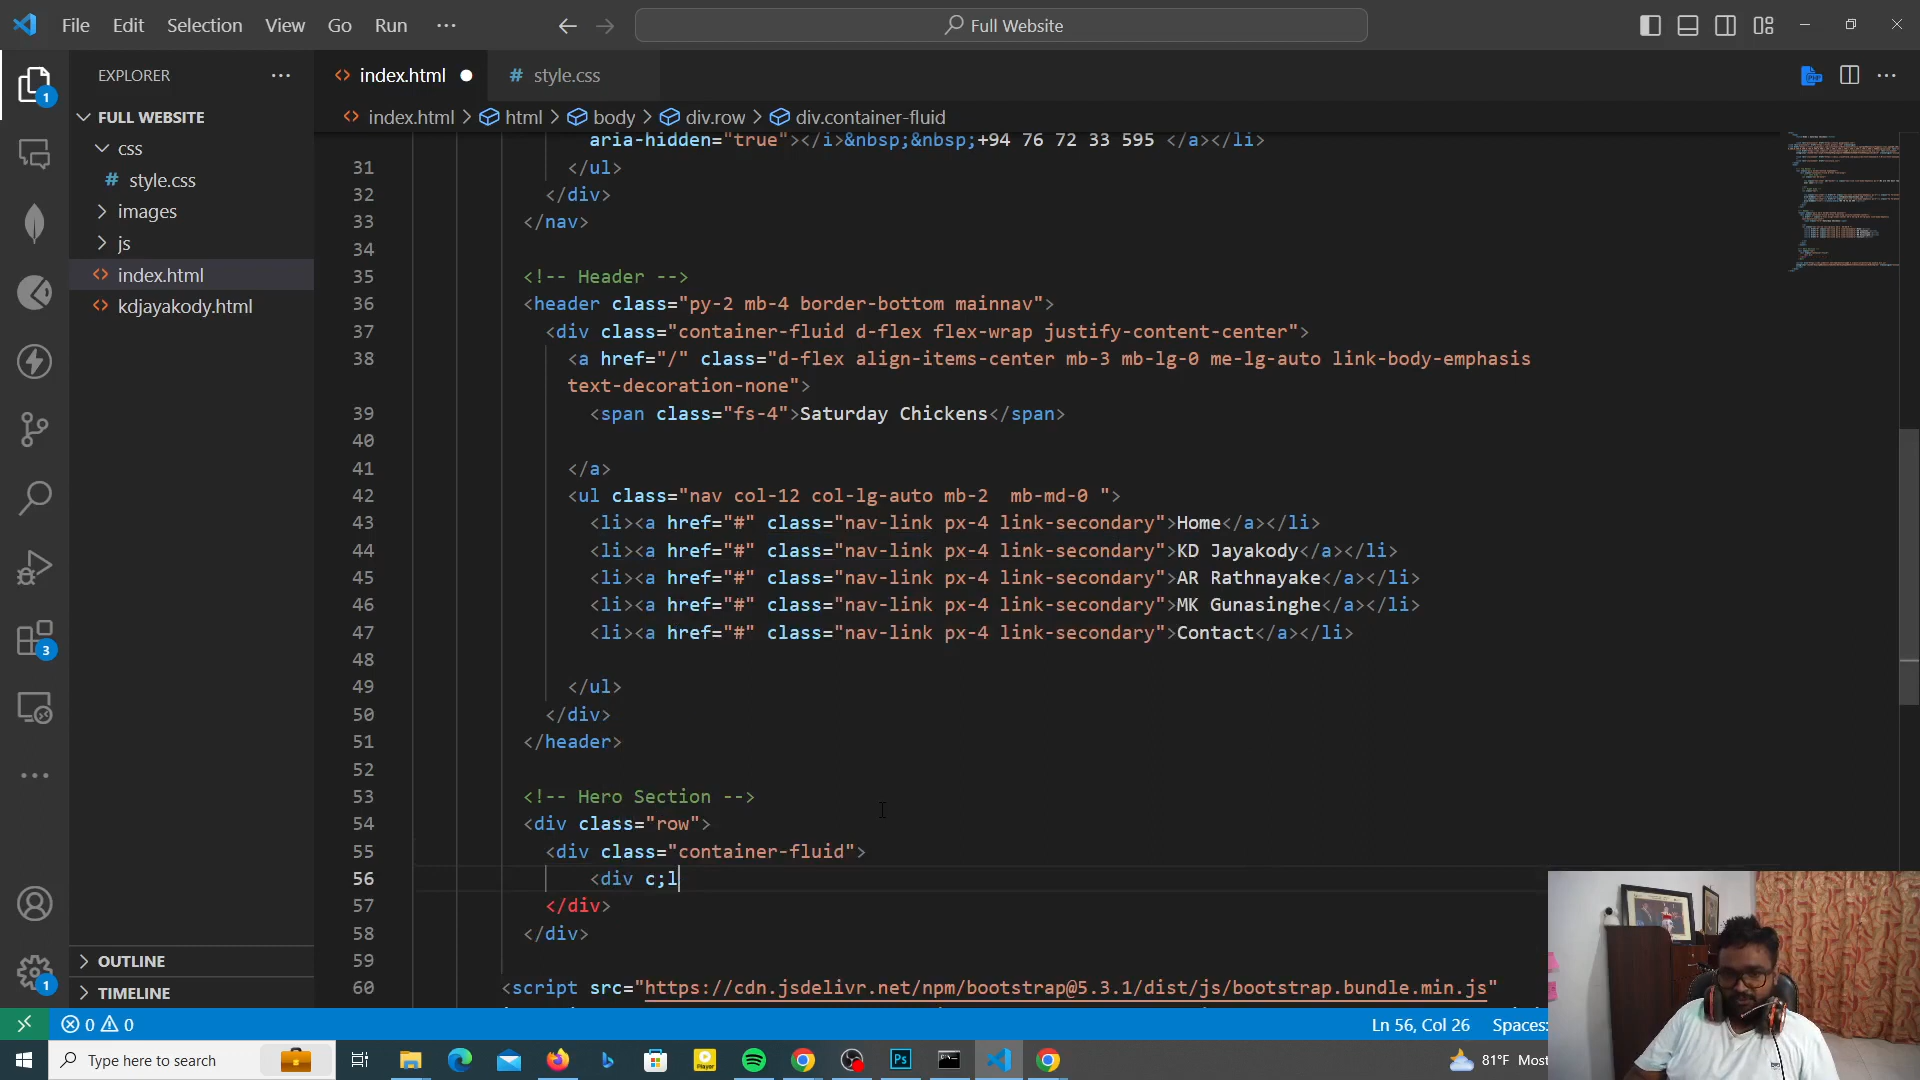 File Edit Selection View Go Run ··· Full Website
EXPLORER ···
index.html
style.css
index.html > html > body > div.row > div.container-fluid
FULL WEBSITE
css
style.css
images
js
index.html
kdjayakody.html
OUTLINE
TIMELINE
1
3
1
aria-hidden="true"></i>&nbsp;&nbsp;+94 76 72 33 595 </a></li>
31 </ul>
32 </div>
33 </nav>
34
35 <!-- Header -->
36 <header class="py-2 mb-4 border-bottom mainnav">
37 <div class="container-fluid d-flex flex-wrap justify-content-center">
38 <a href="/" class="d-flex align-items-center mb-3 mb-lg-0 me-lg-auto link-body-emphasis
text-decoration-none">
39 <span class="fs-4">Saturday Chickens</span>
40
41 </a>
42 <ul class="nav col-12 col-lg-auto mb-2  mb-md-0 ">
43 <li><a href="#" class="nav-link px-4 link-secondary">Home</a></li>
44 <li><a href="#" class="nav-link px-4 link-secondary">KD Jayakody</a></li>
45 <li><a href="#" class="nav-link px-4 link-secondary">AR Rathnayake</a></li>
46 <li><a href="#" class="nav-link px-4 link-secondary">MK Gunasinghe</a></li>
47 <li><a href="#" class="nav-link px-4 link-secondary">Contact</a></li>
48
49 </ul>
50 </div>
51 </header>
52
53 <!-- Hero Section -->
54 <div class="row">
55 <div class="container-fluid">
56 <div c;l
57 </div>
58 </div>
59
60 <script src="https://cdn.jsdelivr.net/npm/bootstrap@5.3.1/dist/js/bootstrap.bundle.min.js"
0 0 Ln 56, Col 26 Spaces:
Type here to search
Ps
81°F Most